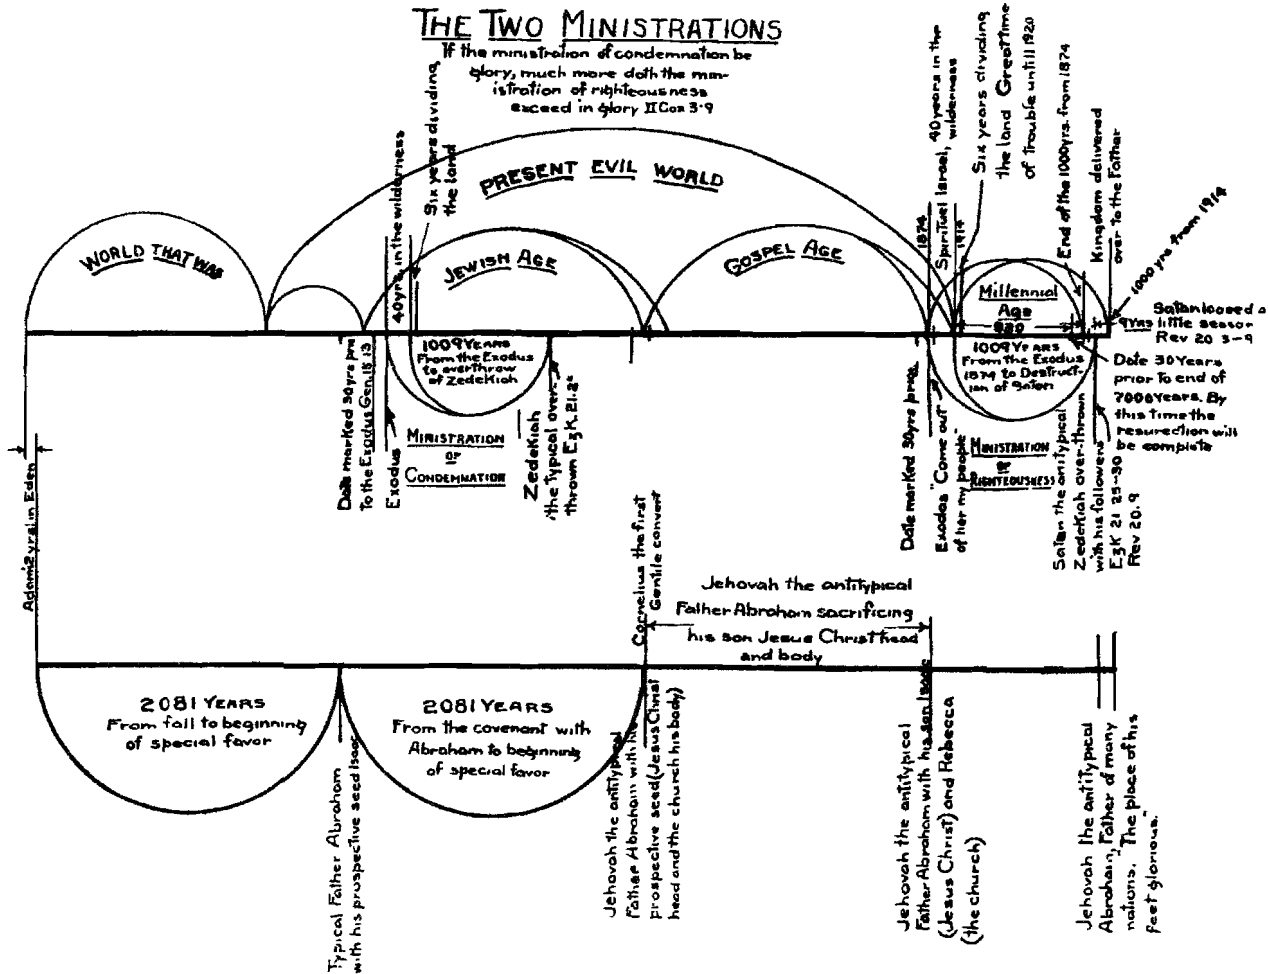 THE TWO MINISTRATIONS
If the ministration of condemnation be
glory, much more doth the min-
istration of righteousness
exceed in glory II Cor 3·9
PRESENT EVIL WORLD
WORLD THAT WAS
JEWISH AGE
GOSPEL AGE
Millennial
Age
40yrs. in the wilderness
Six years dividing
the land
1874
Spirituel Israel, 40 years in the
wilderness
1914
Six years dividing
the land Great time
of trouble untill 1920
End of the 1000yrs. from 1874
Kingdom delivered
over to the Father
1000 yrs from 1914
9Yrs
Satan loosed a
little season
Rev 20 3-9
1009 YEARS
From the Exodus
to overthrow
of Zedekiah
1009 YEARS
From the Exodus
1874 to Destruct-
ion of Satan
Date 30 Years
prior to end of
7000 Years. By
this time the
resurection will
be complete
Date marked 30yrs pre
to the Exodus Gen. 15 13
Exodus
MINISTRATION
OF
CONDEMNATION
Zedekiah
the typical over-
thrown Ezk. 21.2
Date marked 30yrs prior
Exodus "Come out
of her my people"
MINISTRATION
OF
RIGHTEOUSNESS
Satan the antitypical
Zedekiah over-thrown
with his followers
Ezk 21 25-30
Rev 20.9
Adam 2 yrs. in Eden
Cornelius the first
Gentile convert
Jehovah the antitypical
Father Abraham sacrificing
his son Jesus Christ head
and body
2081 YEARS
From fall to beginning
of special favor
2081 YEARS
From the covenant with
Abraham to beginning
of special favor
Typical Father Abraham
with his pruspective seed Isaac
Jehovah the antitypical
Father Abraham with his
prospective seed (Jesus Christ
head and the church his body)
Jehovah the antitypical
Father Abraham with his son Isaac
(Jesus Christ) and Rebecca
(the church)
Jehovah the antitypical
Abraham, Father of many
nations. "The place of his
feet glorious."